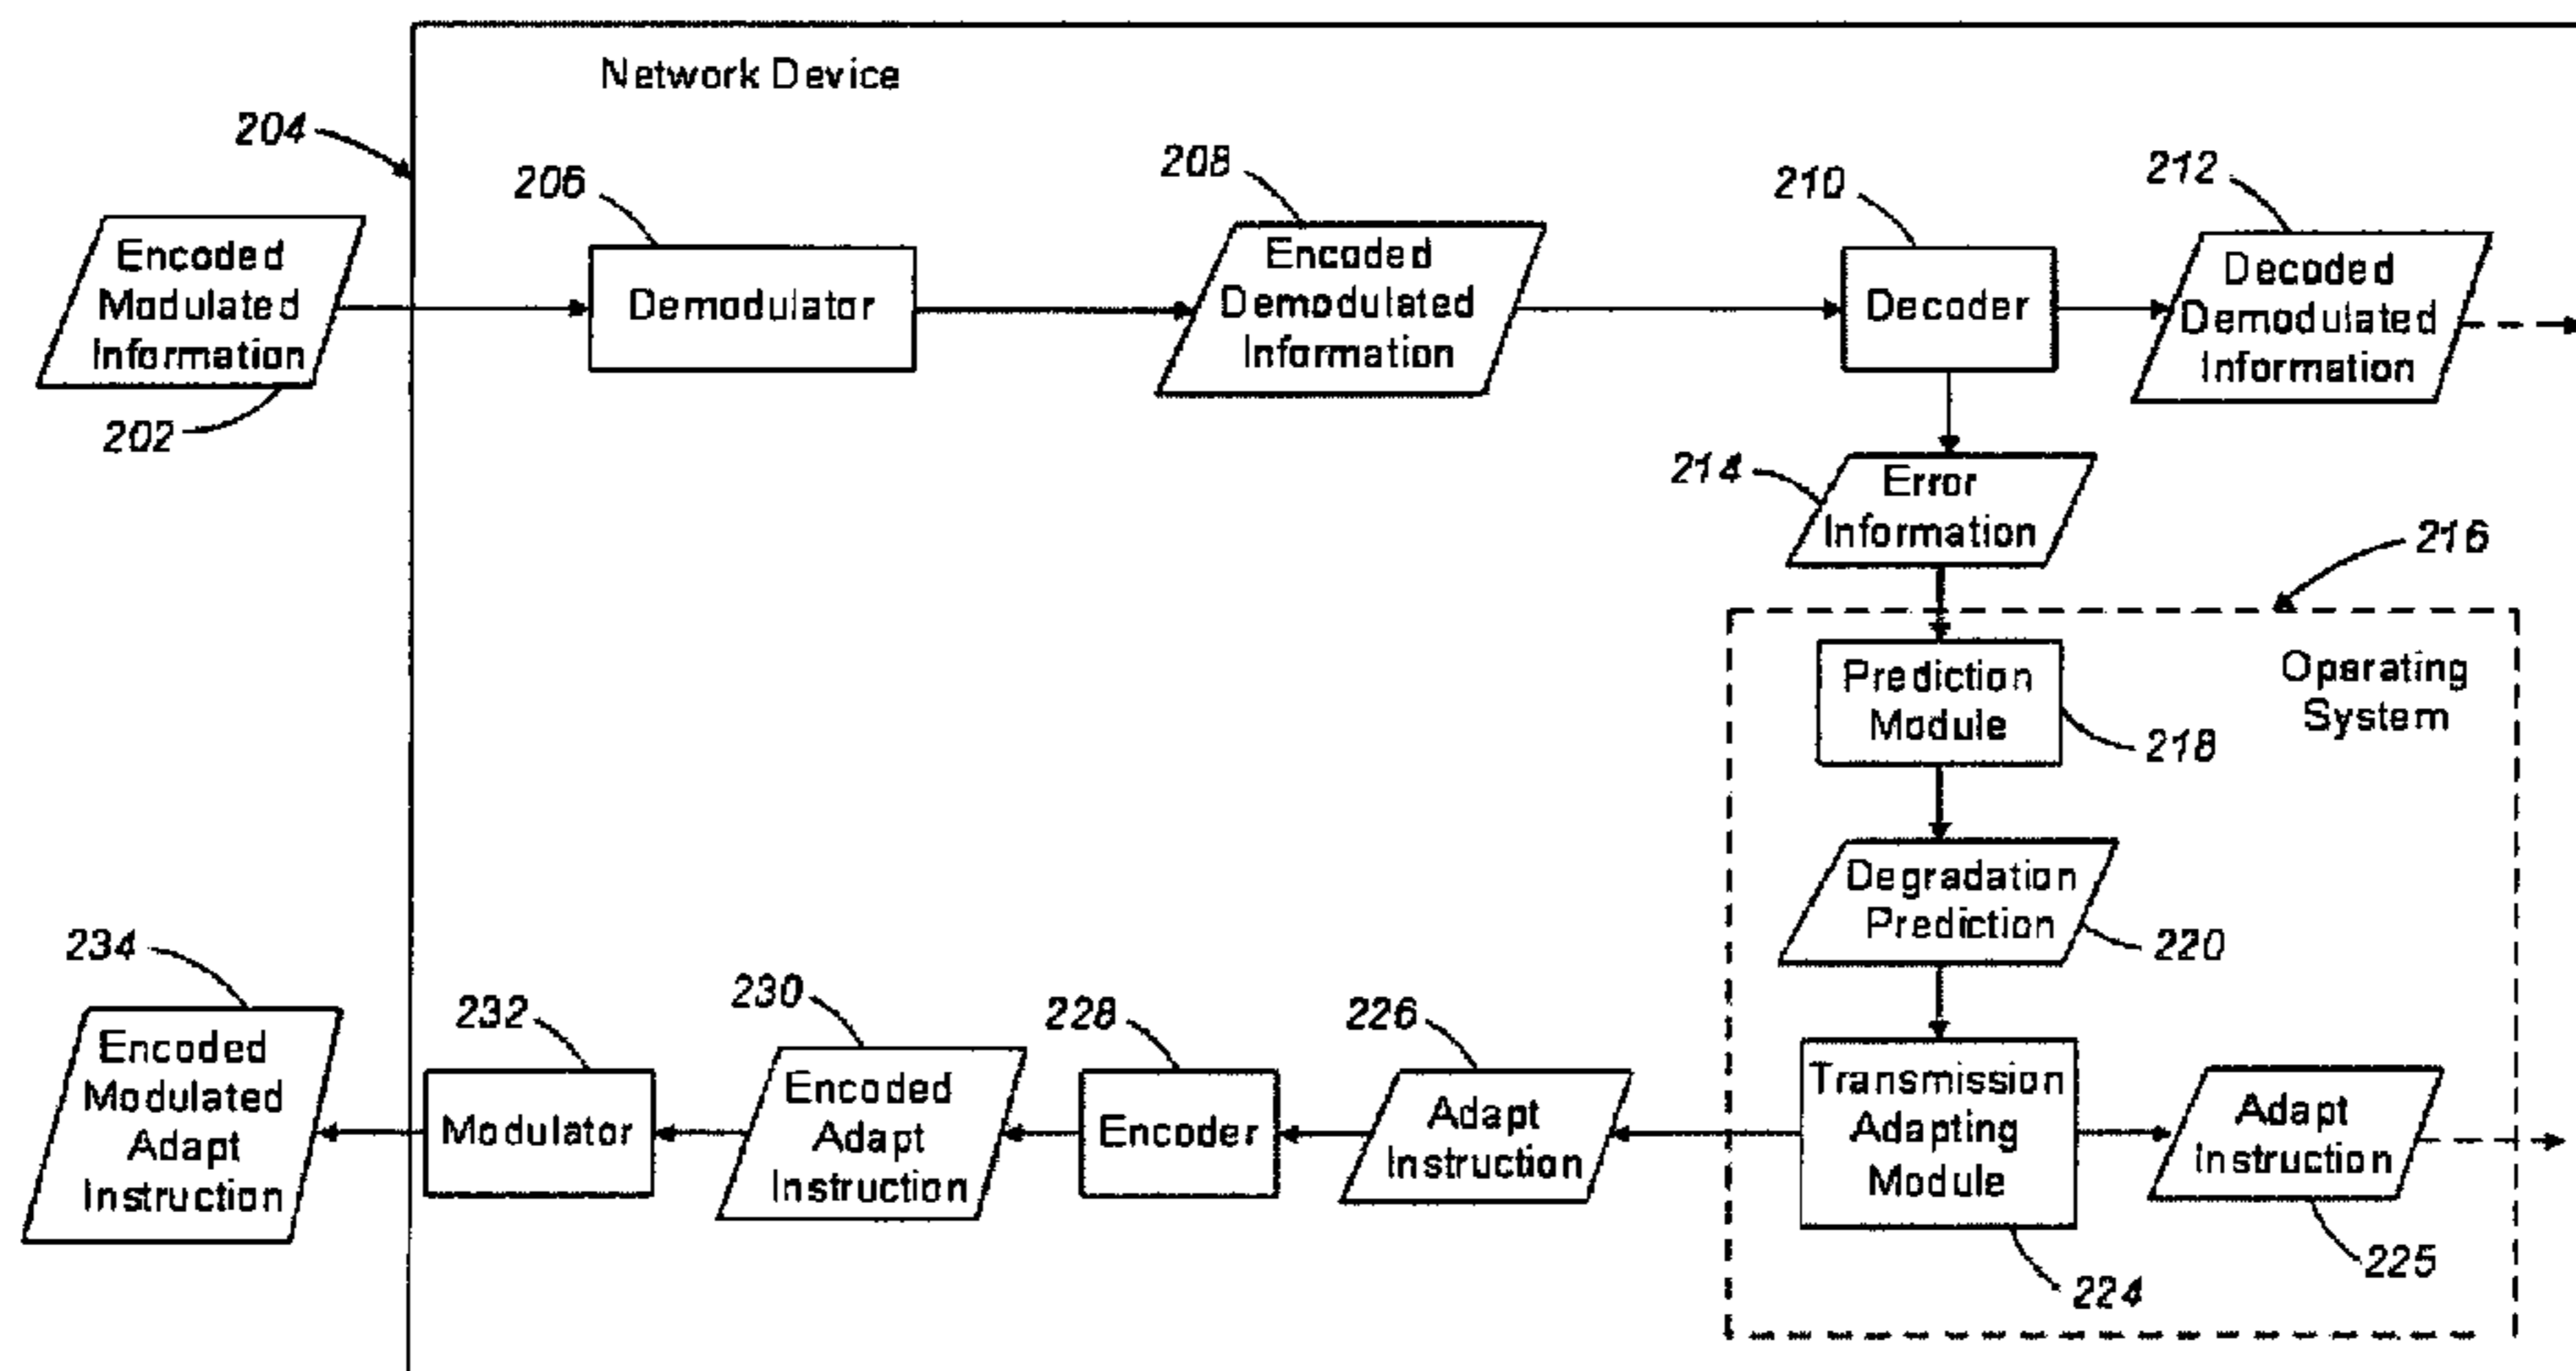 Network Device
204
206
208
210
212
Encoded
Modulated
Information
Demodulator
Encoded
Demodulated
Information
Decoder
Decoded
Demodulated
Information
202
214
Error
Information
216
Operating
System
Prediction
Module
218
Degradation
Prediction
220
234
232
230
228
226
Encoded
Modulated
Adapt
Instruction
Modulator
Encoded
Adapt
Instruction
Encoder
Adapt
Instruction
Transmission
Adapting
Module
Adapt
Instruction
225
224